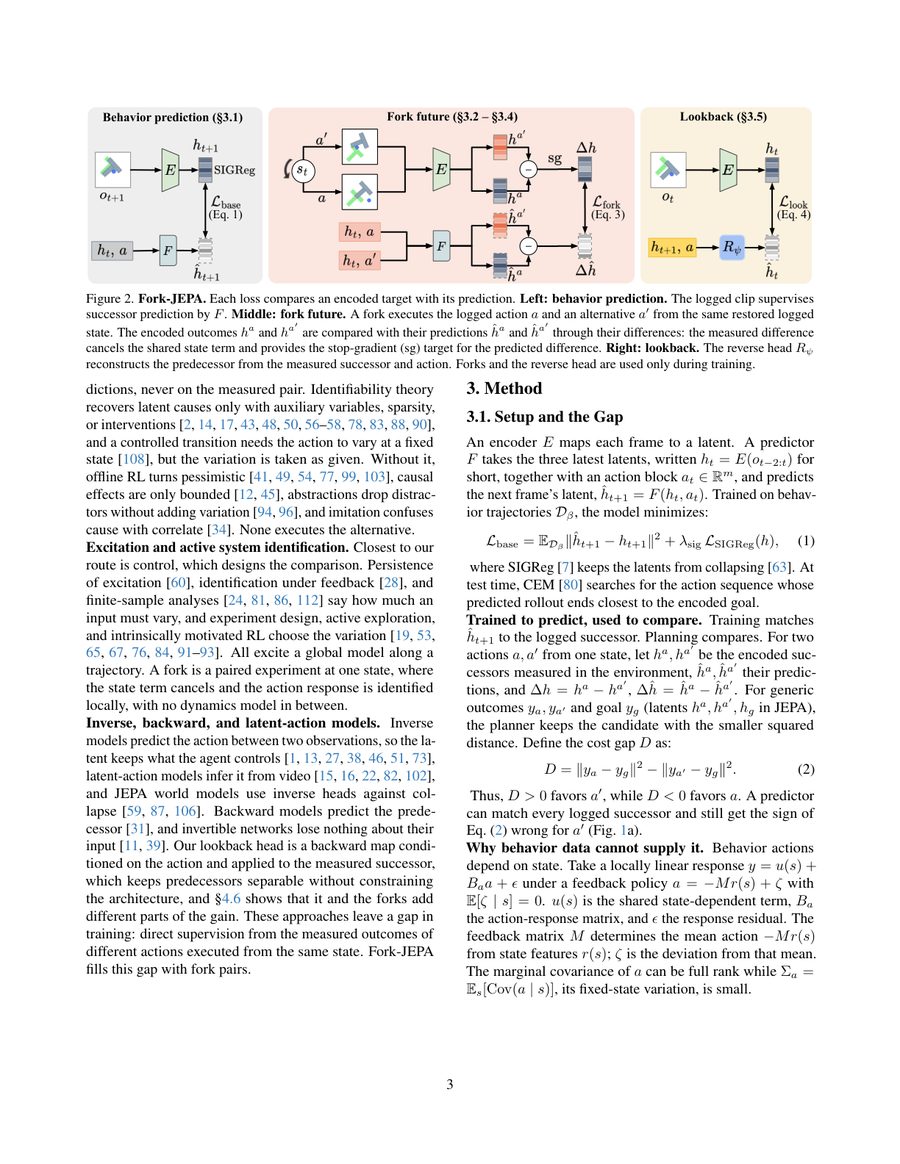 Behavior prediction (§3.1)
h_{t+1}
E
SIGReg
o_{t+1}
L_base
(Eq. 1)
h_t, a
F
ĥ_{t+1}
Fork future (§3.2 – §3.4)
a′
s_t
a
E
h^{a′}
h^a
−
sg
Δh
L_fork
(Eq. 3)
h_t, a
h_t, a′
F
ĥ^{a′}
ĥ^a
−
Δĥ
Lookback (§3.5)
h_t
E
o_t
L_look
(Eq. 4)
h_{t+1}, a
R_ψ
ĥ_t
Figure 2. Fork-JEPA. Each loss compares an encoded target with its prediction. Left: behavior prediction. The logged clip supervises
successor prediction by F. Middle: fork future. A fork executes the logged action a and an alternative a′ from the same restored logged
state. The encoded outcomes h^a and h^{a′} are compared with their predictions ĥ^a and ĥ^{a′} through their differences: the measured difference
cancels the shared state term and provides the stop-gradient (sg) target for the predicted difference. Right: lookback. The reverse head R_ψ
reconstructs the predecessor from the measured successor and action. Forks and the reverse head are used only during training.
dictions, never on the measured pair. Identifiability theory
recovers latent causes only with auxiliary variables, sparsity,
or interventions [2, 14, 17, 43, 48, 50, 56–58, 78, 83, 88, 90],
and a controlled transition needs the action to vary at a fixed
state [108], but the variation is taken as given. Without it,
offline RL turns pessimistic [41, 49, 54, 77, 99, 103], causal
effects are only bounded [12, 45], abstractions drop distrac-
tors without adding variation [94, 96], and imitation confuses
cause with correlate [34]. None executes the alternative.
Excitation and active system identification. Closest to our
route is control, which designs the comparison. Persistence
of excitation [60], identification under feedback [28], and
finite-sample analyses [24, 81, 86, 112] say how much an
input must vary, and experiment design, active exploration,
and intrinsically motivated RL choose the variation [19, 53,
65, 67, 76, 84, 91–93]. All excite a global model along a
trajectory. A fork is a paired experiment at one state, where
the state term cancels and the action response is identified
locally, with no dynamics model in between.
Inverse, backward, and latent-action models. Inverse
models predict the action between two observations, so the la-
tent keeps what the agent controls [1, 13, 27, 38, 46, 51, 73],
latent-action models infer it from video [15, 16, 22, 82, 102],
and JEPA world models use inverse heads against col-
lapse [59, 87, 106]. Backward models predict the prede-
cessor [31], and invertible networks lose nothing about their
input [11, 39]. Our lookback head is a backward map condi-
tioned on the action and applied to the measured successor,
which keeps predecessors separable without constraining
the architecture, and §4.6 shows that it and the forks add
different parts of the gain. These approaches leave a gap in
training: direct supervision from the measured outcomes of
different actions executed from the same state. Fork-JEPA
fills this gap with fork pairs.
3. Method
3.1. Setup and the Gap
An encoder E maps each frame to a latent. A predictor
F takes the three latest latents, written h_t = E(o_{t−2:t}) for
short, together with an action block a_t ∈ ℝ^m, and predicts
the next frame's latent, ĥ_{t+1} = F(h_t, a_t). Trained on behav-
ior trajectories D_β, the model minimizes:
L_base = 𝔼_{D_β}‖ĥ_{t+1} − h_{t+1}‖² + λ_sig L_SIGReg(h), (1)
where SIGReg [7] keeps the latents from collapsing [63]. At
test time, CEM [80] searches for the action sequence whose
predicted rollout ends closest to the encoded goal.
Trained to predict, used to compare. Training matches
ĥ_{t+1} to the logged successor. Planning compares. For two
actions a, a′ from one state, let h^a, h^{a′} be the encoded suc-
cessors measured in the environment, ĥ^a, ĥ^{a′} their predic-
tions, and Δh = h^a − h^{a′}, Δĥ = ĥ^a − ĥ^{a′}. For generic
outcomes y_a, y_{a′} and goal y_g (latents h^a, h^{a′}, h_g in JEPA),
the planner keeps the candidate with the smaller squared
distance. Define the cost gap D as:
D = ‖y_a − y_g‖² − ‖y_{a′} − y_g‖². (2)
Thus, D > 0 favors a′, while D < 0 favors a. A predictor
can match every logged successor and still get the sign of
Eq. (2) wrong for a′ (Fig. 1a).
Why behavior data cannot supply it. Behavior actions
depend on state. Take a locally linear response y = u(s) +
B_a a + ϵ under a feedback policy a = −Mr(s) + ζ with
𝔼[ζ | s] = 0. u(s) is the shared state-dependent term, B_a
the action-response matrix, and ϵ the response residual. The
feedback matrix M determines the mean action −Mr(s)
from state features r(s); ζ is the deviation from that mean.
The marginal covariance of a can be full rank while Σ_a =
𝔼_s[Cov(a | s)], its fixed-state variation, is small.
3